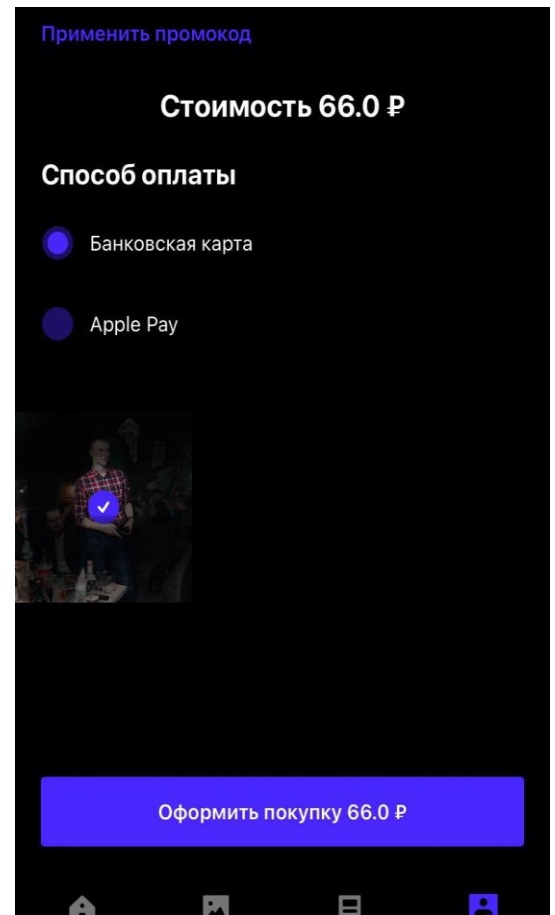 Применить промокод
Стоимость 66.0 ₽
Способ оплаты
Банковская карта
Apple Pay
Оформить покупку 66.0 ₽